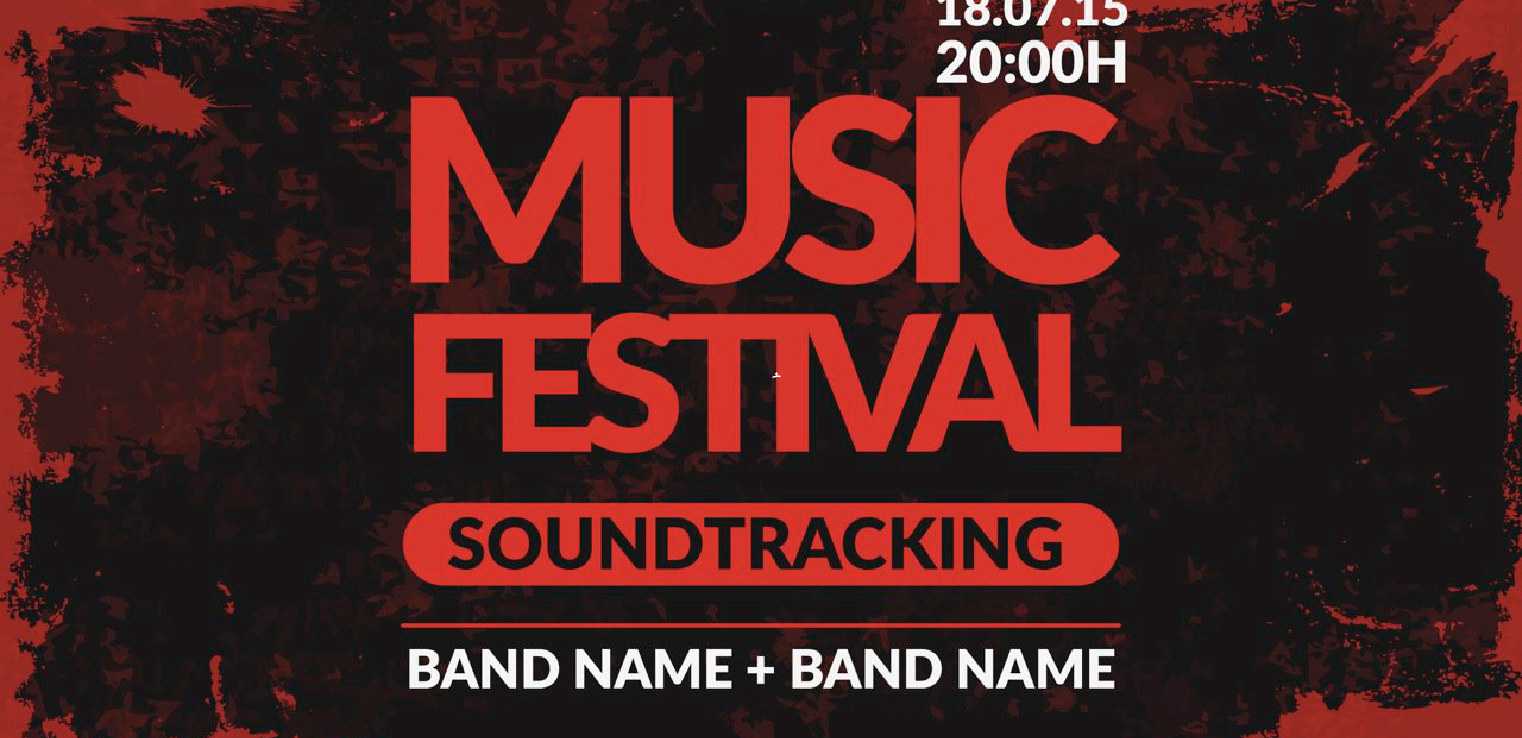 18.07.15
20:00H
MUSIC
FESTIVAL
SOUNDTRACKING
BAND NAME + BAND NAME